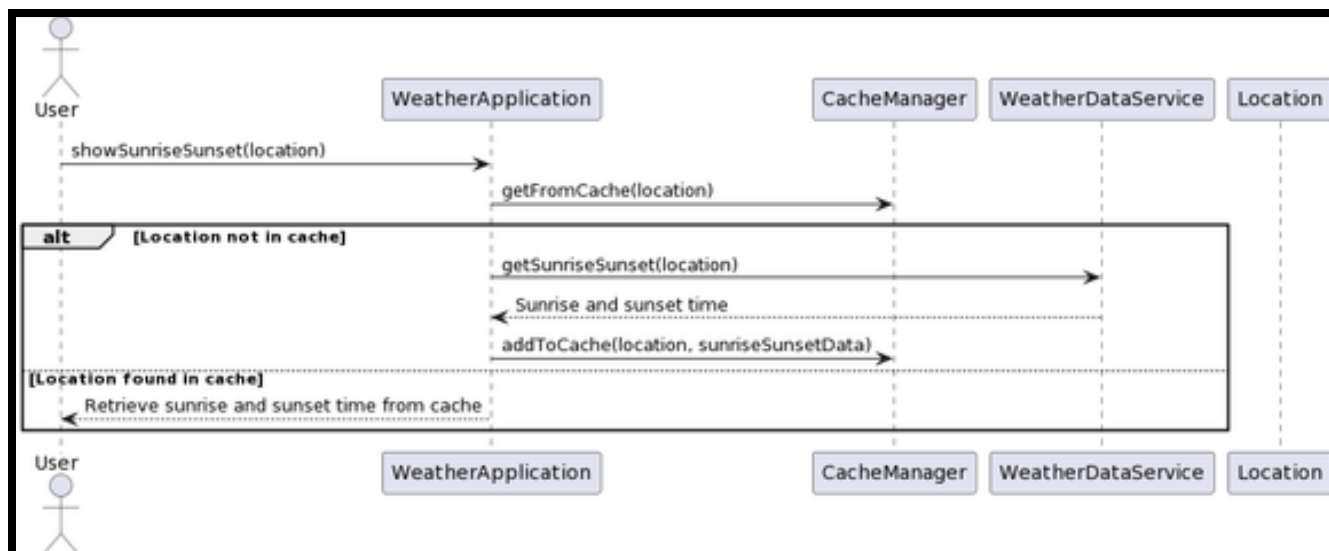 User
WeatherApplication
CacheManager
WeatherDataService
Location
showSunriseSunset(location)
getFromCache(location)
alt
[Location not in cache]
getSunriseSunset(location)
Sunrise and sunset time
addToCache(location, sunriseSunsetData)
[Location found in cache]
Retrieve sunrise and sunset time from cache
User
WeatherApplication
CacheManager
WeatherDataService
Location